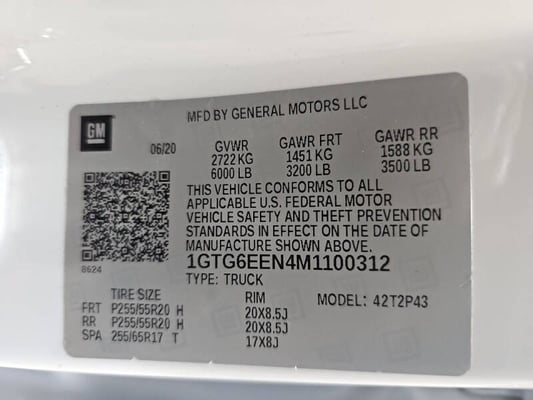 MFD BY GENERAL MOTORS LLC
GM
06/20 GVWR GAWR FRT GAWR RR
2722 KG 1451 KG 1588 KG
6000 LB 3200 LB 3500 LB
THIS VEHICLE CONFORMS TO ALL
APPLICABLE U.S. FEDERAL MOTOR
VEHICLE SAFETY AND THEFT PREVENTION
STANDARDS IN EFFECT ON THE DATE OF
MANUFACTURE SHOWN ABOVE.
8624
1GTG6EEN4M1100312
TYPE: TRUCK
TIRE SIZE RIM MODEL: 42T2P43
FRT P255/55R20 H 20X8.5J
RR P255/55R20 H 20X8.5J
SPA 255/65R17 T 17X8J